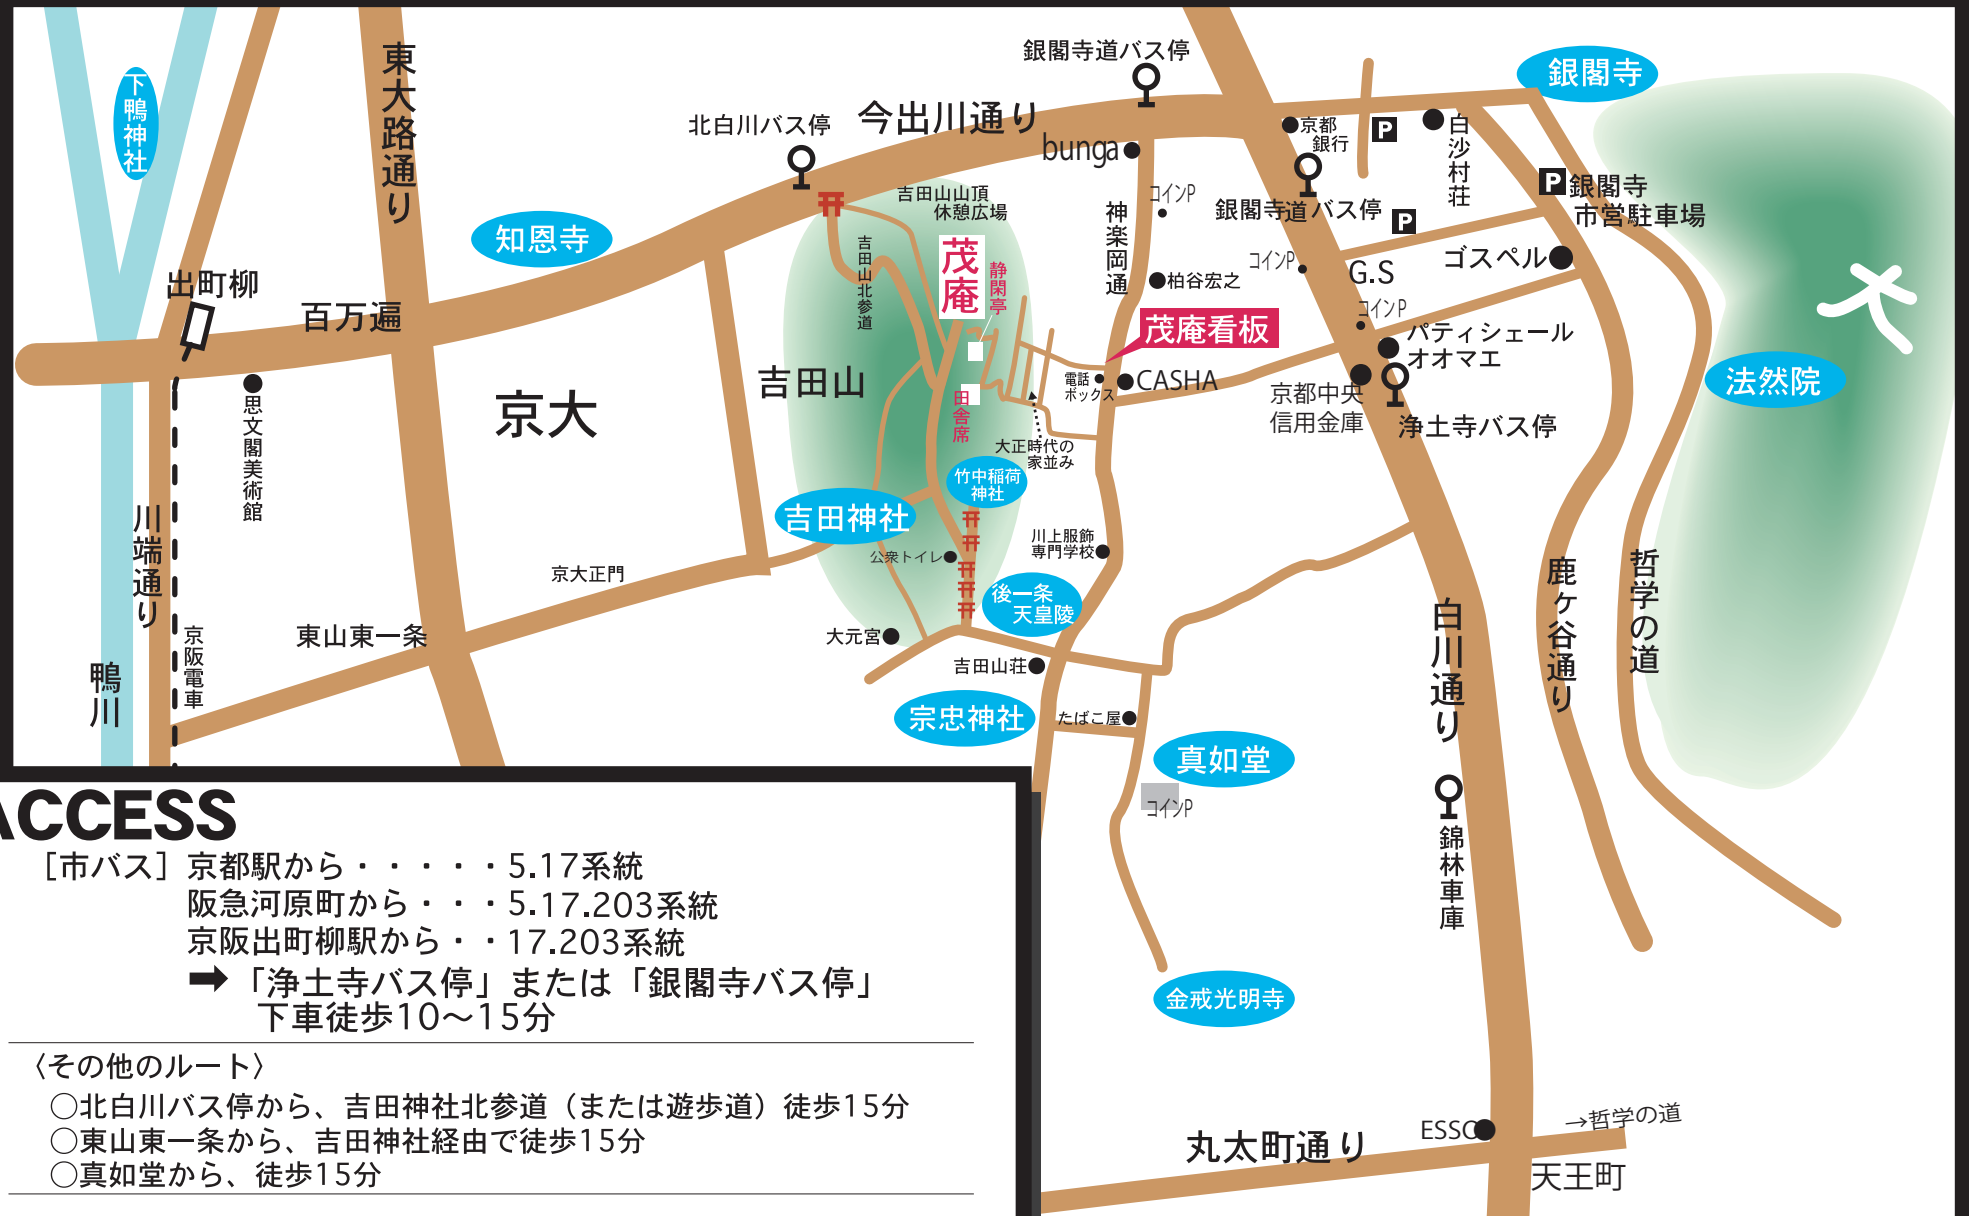 下鴨神社
東大路通り
銀閣寺道バス停
今出川通り
北白川バス停
bunga
銀閣寺
京都
銀行
P
白沙村荘
P
銀閣寺
市営駐車場
銀閣寺道バス停
P
コインP
神楽岡通
吉田山山頂
休憩広場
茂庵
静閑亭
吉田山北参道
知恩寺
出町柳
百万遍
柏谷宏之
コインP
G.S
ゴスペル
コインP
パティシェール
オオマエ
茂庵看板
電話
ボックス
CASHA
京都中央
信用金庫
浄土寺バス停
法然院
吉田山
京大
思文閣美術館
田舎席
大正時代の
家並み
竹中稲荷
神社
吉田神社
公衆トイレ
川上服飾
専門学校
後一条
天皇陵
京大正門
川端通り
東山東一条
京阪電車
鴨川
大元宮
吉田山荘
宗忠神社
たばこ屋
真如堂
コインP
白川通り
鹿ヶ谷通り
哲学の道
錦林車庫
金戒光明寺
ESSO
→哲学の道
丸太町通り
天王町
ACCESS
［市バス］京都駅から・・・・・5.17系統
阪急河原町から・・・5.17.203系統
京阪出町柳駅から・・17.203系統
➡「浄土寺バス停」または「銀閣寺バス停」
下車徒歩10〜15分
〈その他のルート〉
○北白川バス停から、吉田神社北参道（または遊歩道）徒歩15分
○東山東一条から、吉田神社経由で徒歩15分
○真如堂から、徒歩15分